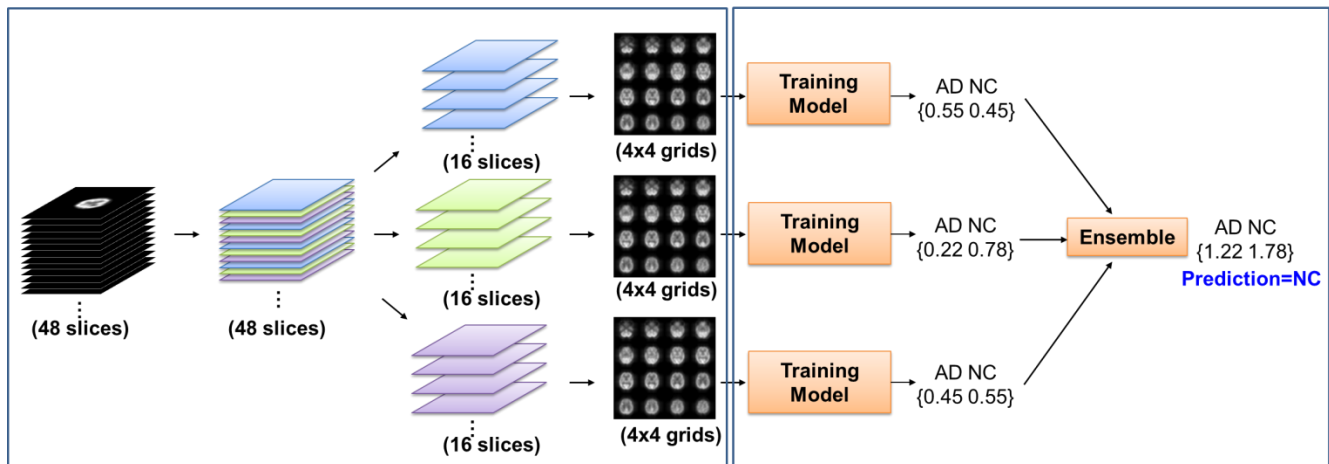 (48 slices)
(48 slices)
(16 slices)
(16 slices)
(16 slices)
(4x4 grids)
(4x4 grids)
(4x4 grids)
Training
Model
AD NC
{0.55 0.45}
Training
Model
AD NC
{0.22 0.78}
Training
Model
AD NC
{0.45 0.55}
Ensemble
AD NC
{1.22 1.78}
Prediction=NC